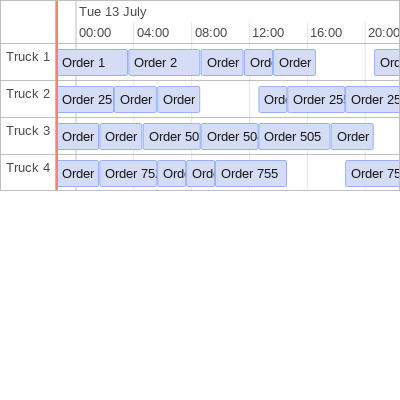 Tue 13 July
00:00 04:00 08:00 12:00 16:00 20:00
Truck 1 Order 1 Order 2 Order Ord Order Ord
Truck 2 Order 25 Order Order Ord Order 25 Order 25
Truck 3 Order Order Order 50 Order 50 Order 505 Order
Truck 4 Order Order 75 Ord Ord Order 755 Order 75